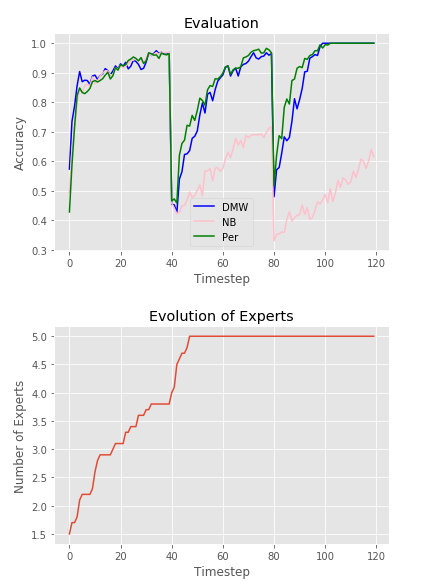 Evaluation
1.0
0.9
0.8
0.7
0.6
0.5
0.4
0.3
Accuracy
DMW
NB
Per
0 20 40 60 80 100 120
Timestep
Evolution of Experts
5.0
4.5
4.0
3.5
3.0
2.5
2.0
1.5
Number of Experts
0 20 40 60 80 100 120
Timestep